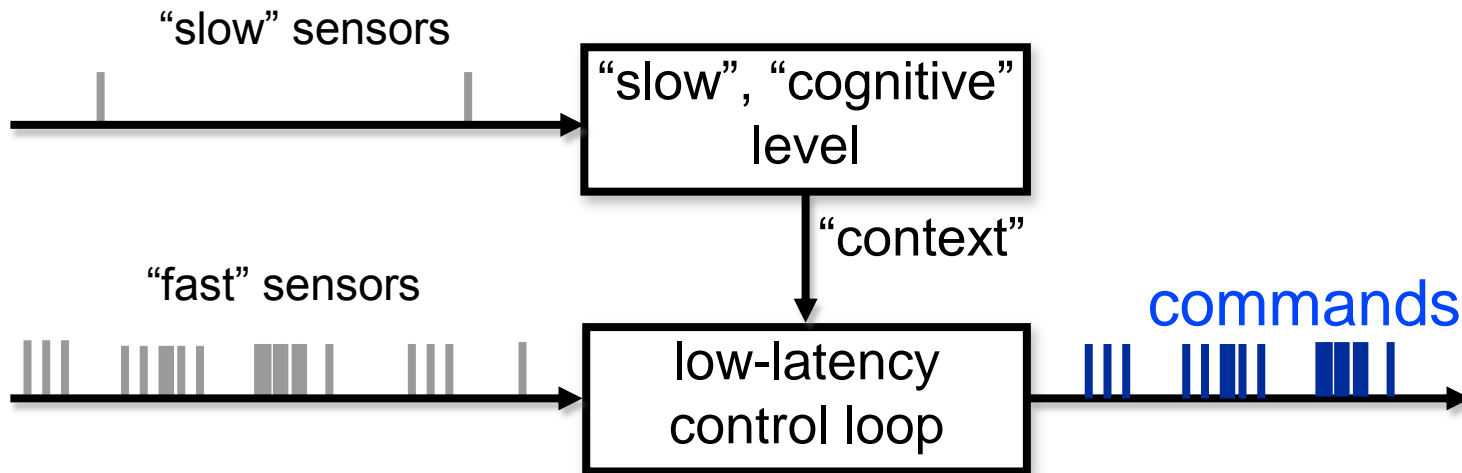 “slow” sensors
“slow”, “cognitive”
level
“context”
“fast” sensors
commands
low-latency
control loop